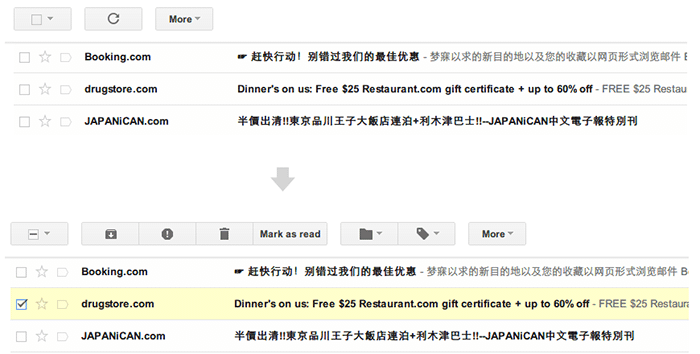 More
Booking.com ☛ 赶快行动！别错过我们的最佳优惠 - 梦寐以求的新目的地以及您的收藏以网页形式浏览邮件
drugstore.com Dinner's on us: Free $25 Restaurant.com gift certificate + up to 60% off - FREE $25 Restau
JAPANiCAN.com 半價出清!!東京品川王子大飯店連泊+利木津巴士!!--JAPANiCAN中文電子報特別刊
Mark as read More
Booking.com ☛ 赶快行动！别错过我们的最佳优惠 - 梦寐以求的新目的地以及您的收藏以网页形式浏览邮件 B
drugstore.com Dinner's on us: Free $25 Restaurant.com gift certificate + up to 60% off - FREE $25 Restaura
JAPANiCAN.com 半價出清!!東京品川王子大飯店連泊+利木津巴士!!--JAPANiCAN中文電子報特別刊